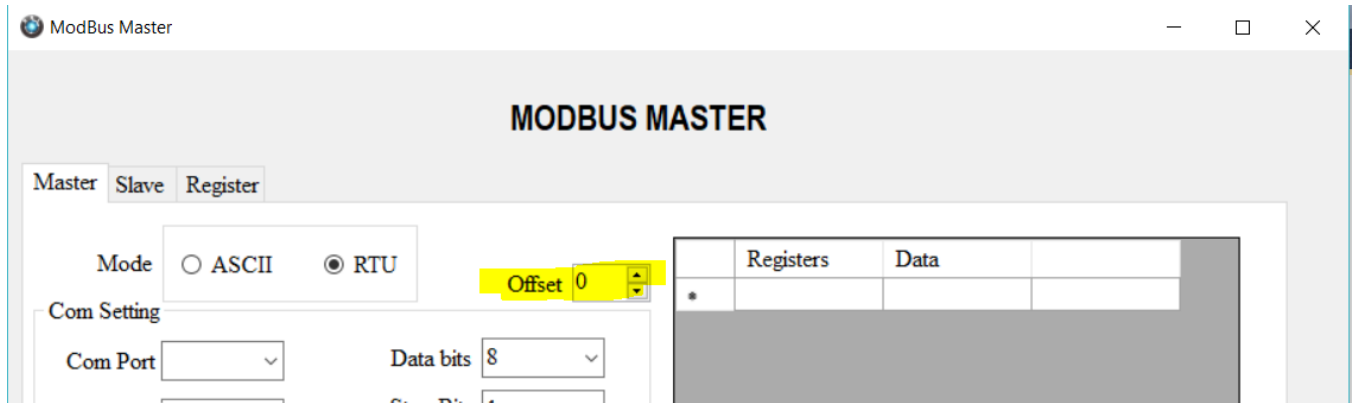 ModBus Master
MODBUS MASTER
Master Slave Register
Mode ASCII RTU
Offset 0
Registers Data
*
Com Setting
Com Port
Data bits 8